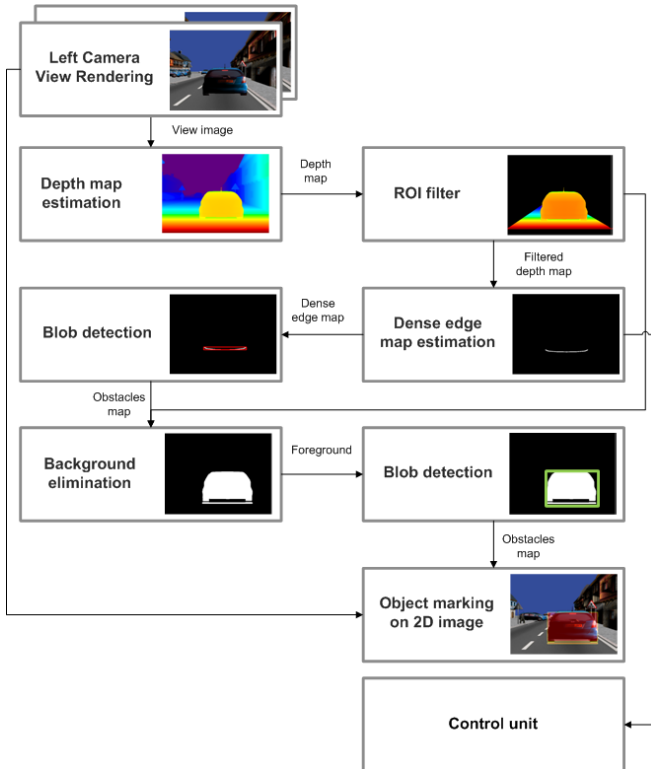 Left Camera
View Rendering
View image
Depth map
estimation
Depth
map
ROI filter
Filtered
depth map
Blob detection
Dense
edge map
Dense edge
map estimation
Obstacles
map
Background
elimination
Foreground
Blob detection
Obstacles
map
Object marking
on 2D image
Control unit